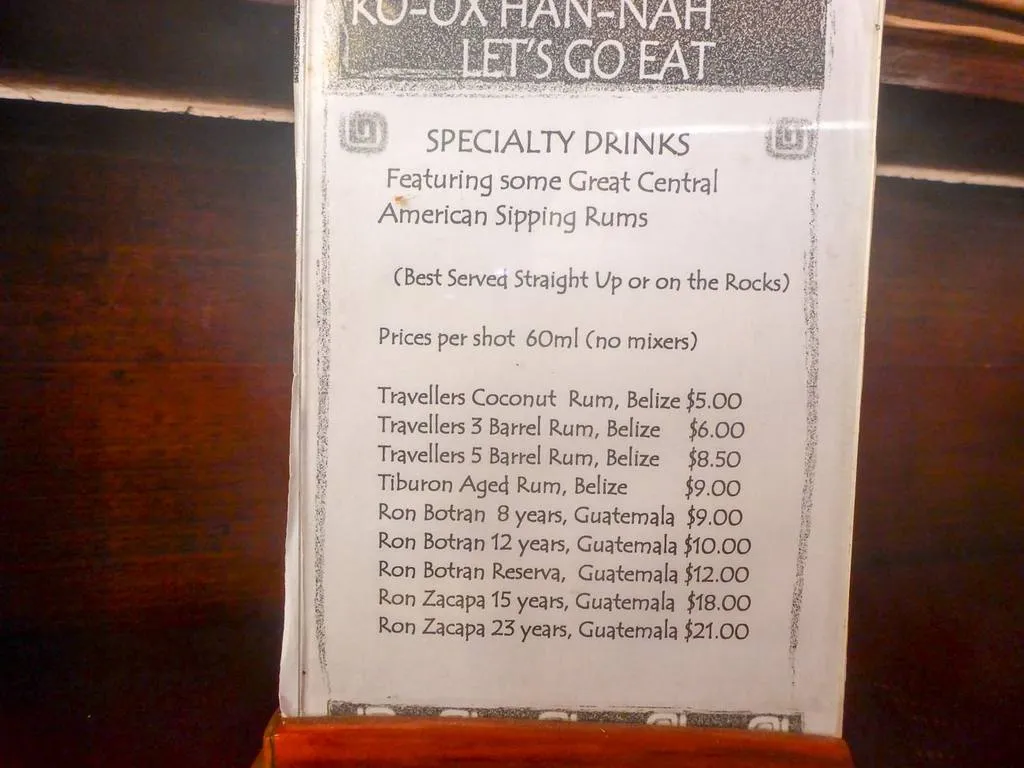 KO-OX HAN-NAH
LET'S GO EAT
SPECIALTY DRINKS
Featuring some Great Central
American Sipping Rums
(Best Served Straight Up or on the Rocks)
Prices per shot 60ml (no mixers)
Travellers Coconut Rum, Belize $5.00
Travellers 3 Barrel Rum, Belize $6.00
Travellers 5 Barrel Rum, Belize $8.50
Tiburon Aged Rum, Belize $9.00
Ron Botran 8 years, Guatemala $9.00
Ron Botran 12 years, Guatemala $10.00
Ron Botran Reserva, Guatemala $12.00
Ron Zacapa 15 years, Guatemala $18.00
Ron Zacapa 23 years, Guatemala $21.00